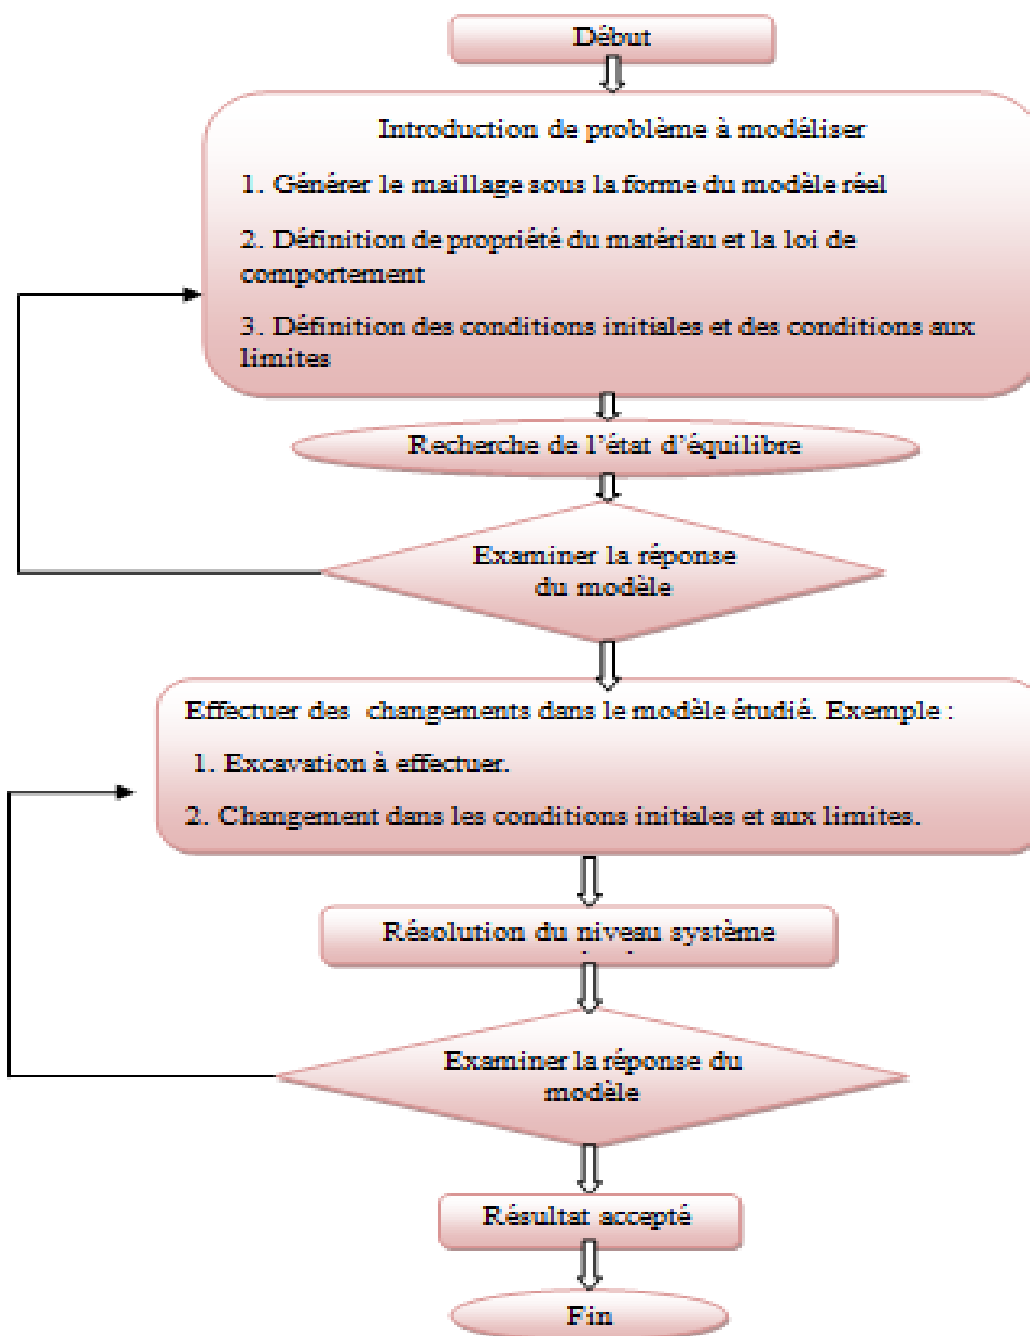 Début
Introduction de problème à modéliser
1. Générer le maillage sous la forme du modèle réel
2. Définition de propriété du matériau et la loi de
comportement
3. Définition des conditions initiales et des conditions aux
limites
Recherche de l'état d'équilibre
Examiner la réponse
du modèle
Effectuer des changements dans le modèle étudié. Exemple :
1. Excavation à effectuer.
2. Changement dans les conditions initiales et aux limites.
Résolution du niveau système
Examiner la réponse du
modèle
Résultat accepté
Fin